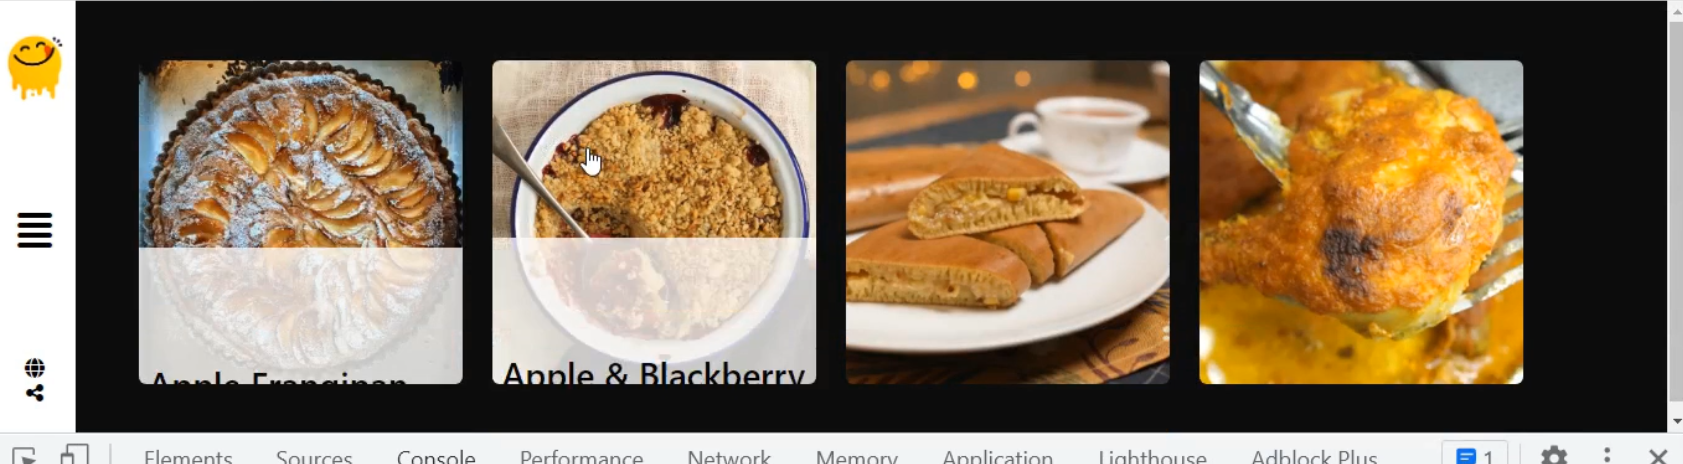 Apple Frangipan
Apple & Blackberry
Elements Sources Console Performance Network Memory Application Lighthouse Adblock Plus 1